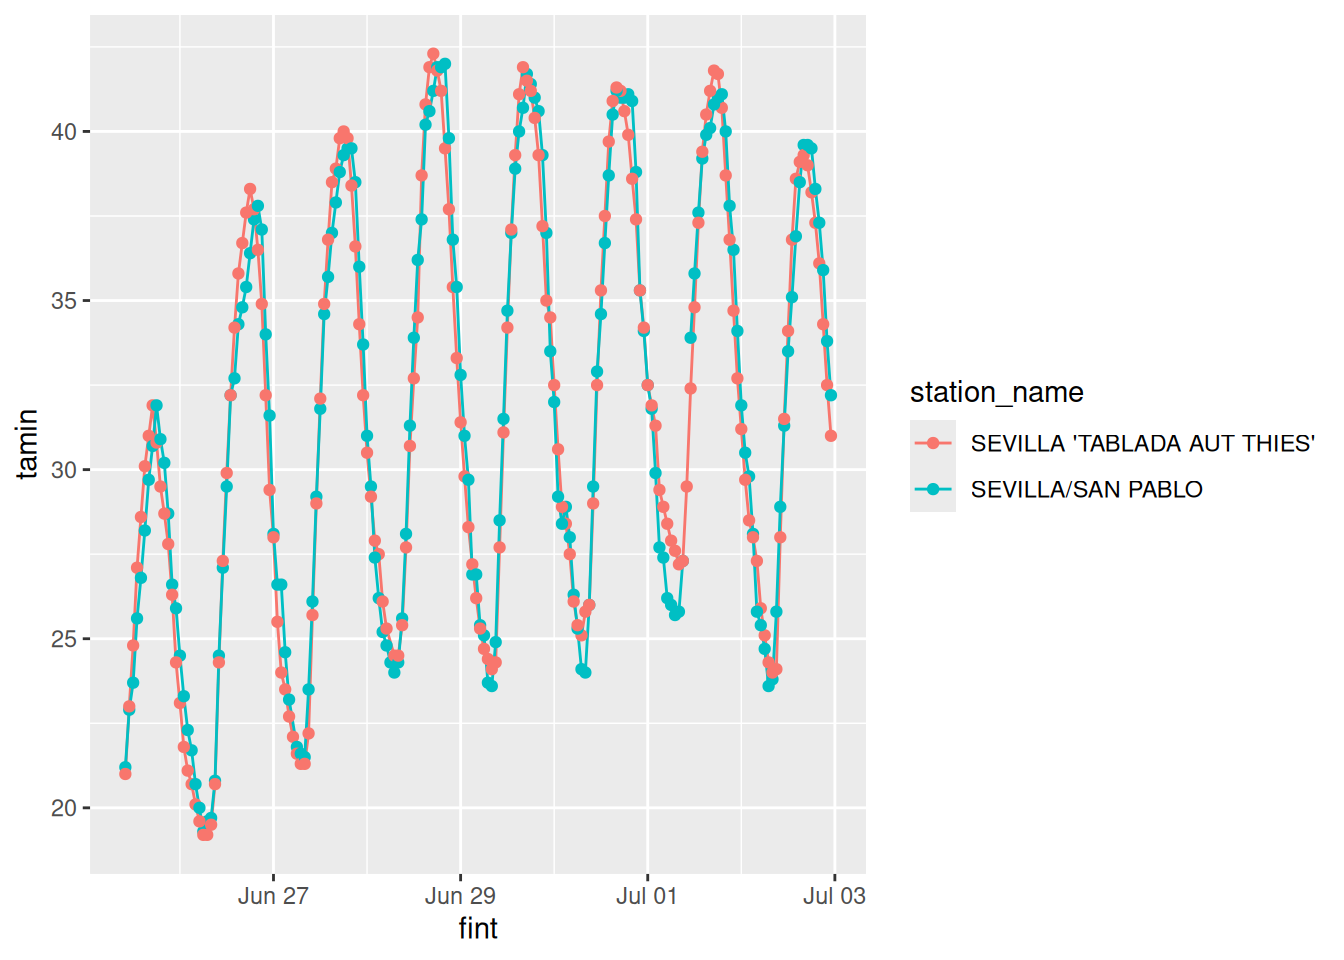 tamin
40
35
30
25
20
Jun 27
Jun 29
Jul 01
Jul 03
fint
station_name
SEVILLA 'TABLADA AUT THIES'
SEVILLA/SAN PABLO